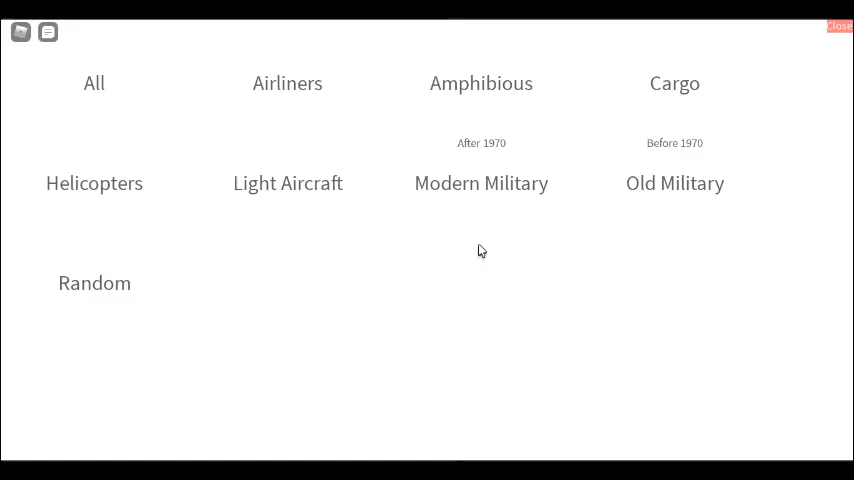 Close
All
Airliners
Amphibious
Cargo
After 1970
Before 1970
Helicopters
Light Aircraft
Modern Military
Old Military
Random